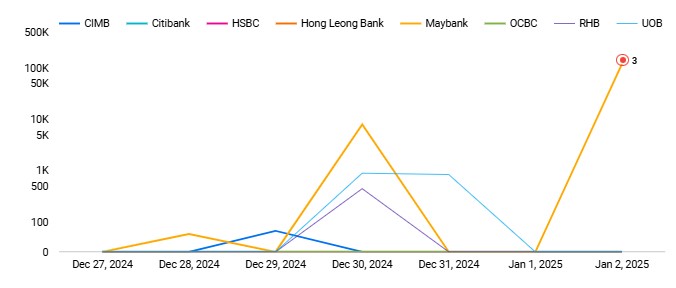 500K
CIMB Citibank HSBC Hong Leong Bank Maybank OCBC RHB UOB
100K
3
50K
10K
5K
1K
500
100
0
Dec 27, 2024 Dec 28, 2024 Dec 29, 2024 Dec 30, 2024 Dec 31, 2024 Jan 1, 2025 Jan 2, 2025